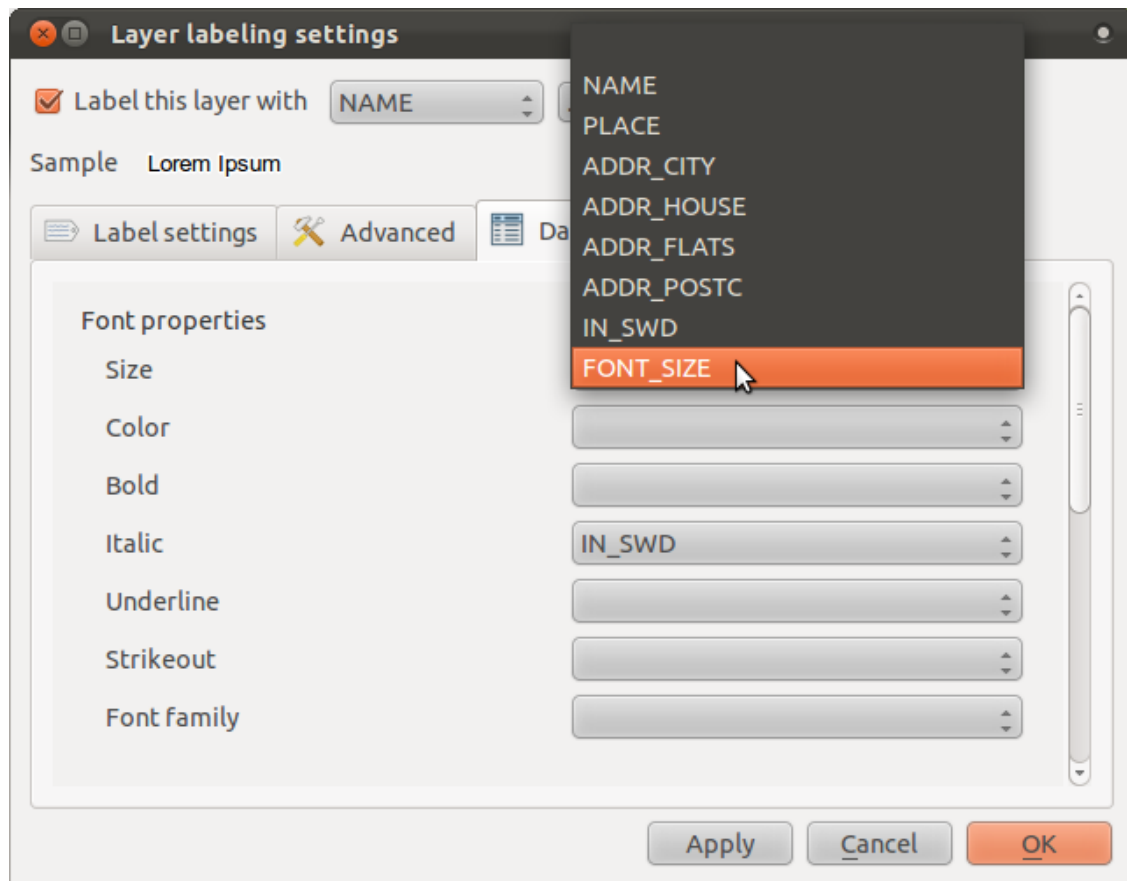 Layer labeling settings
Label this layer with NAME
Sample Lorem Ipsum
Label settings Advanced Da
NAME
PLACE
ADDR_CITY
ADDR_HOUSE
ADDR_FLATS
ADDR_POSTC
IN_SWD
FONT_SIZE
Font properties
Size
Color
Bold
Italic IN_SWD
Underline
Strikeout
Font family
Apply Cancel OK